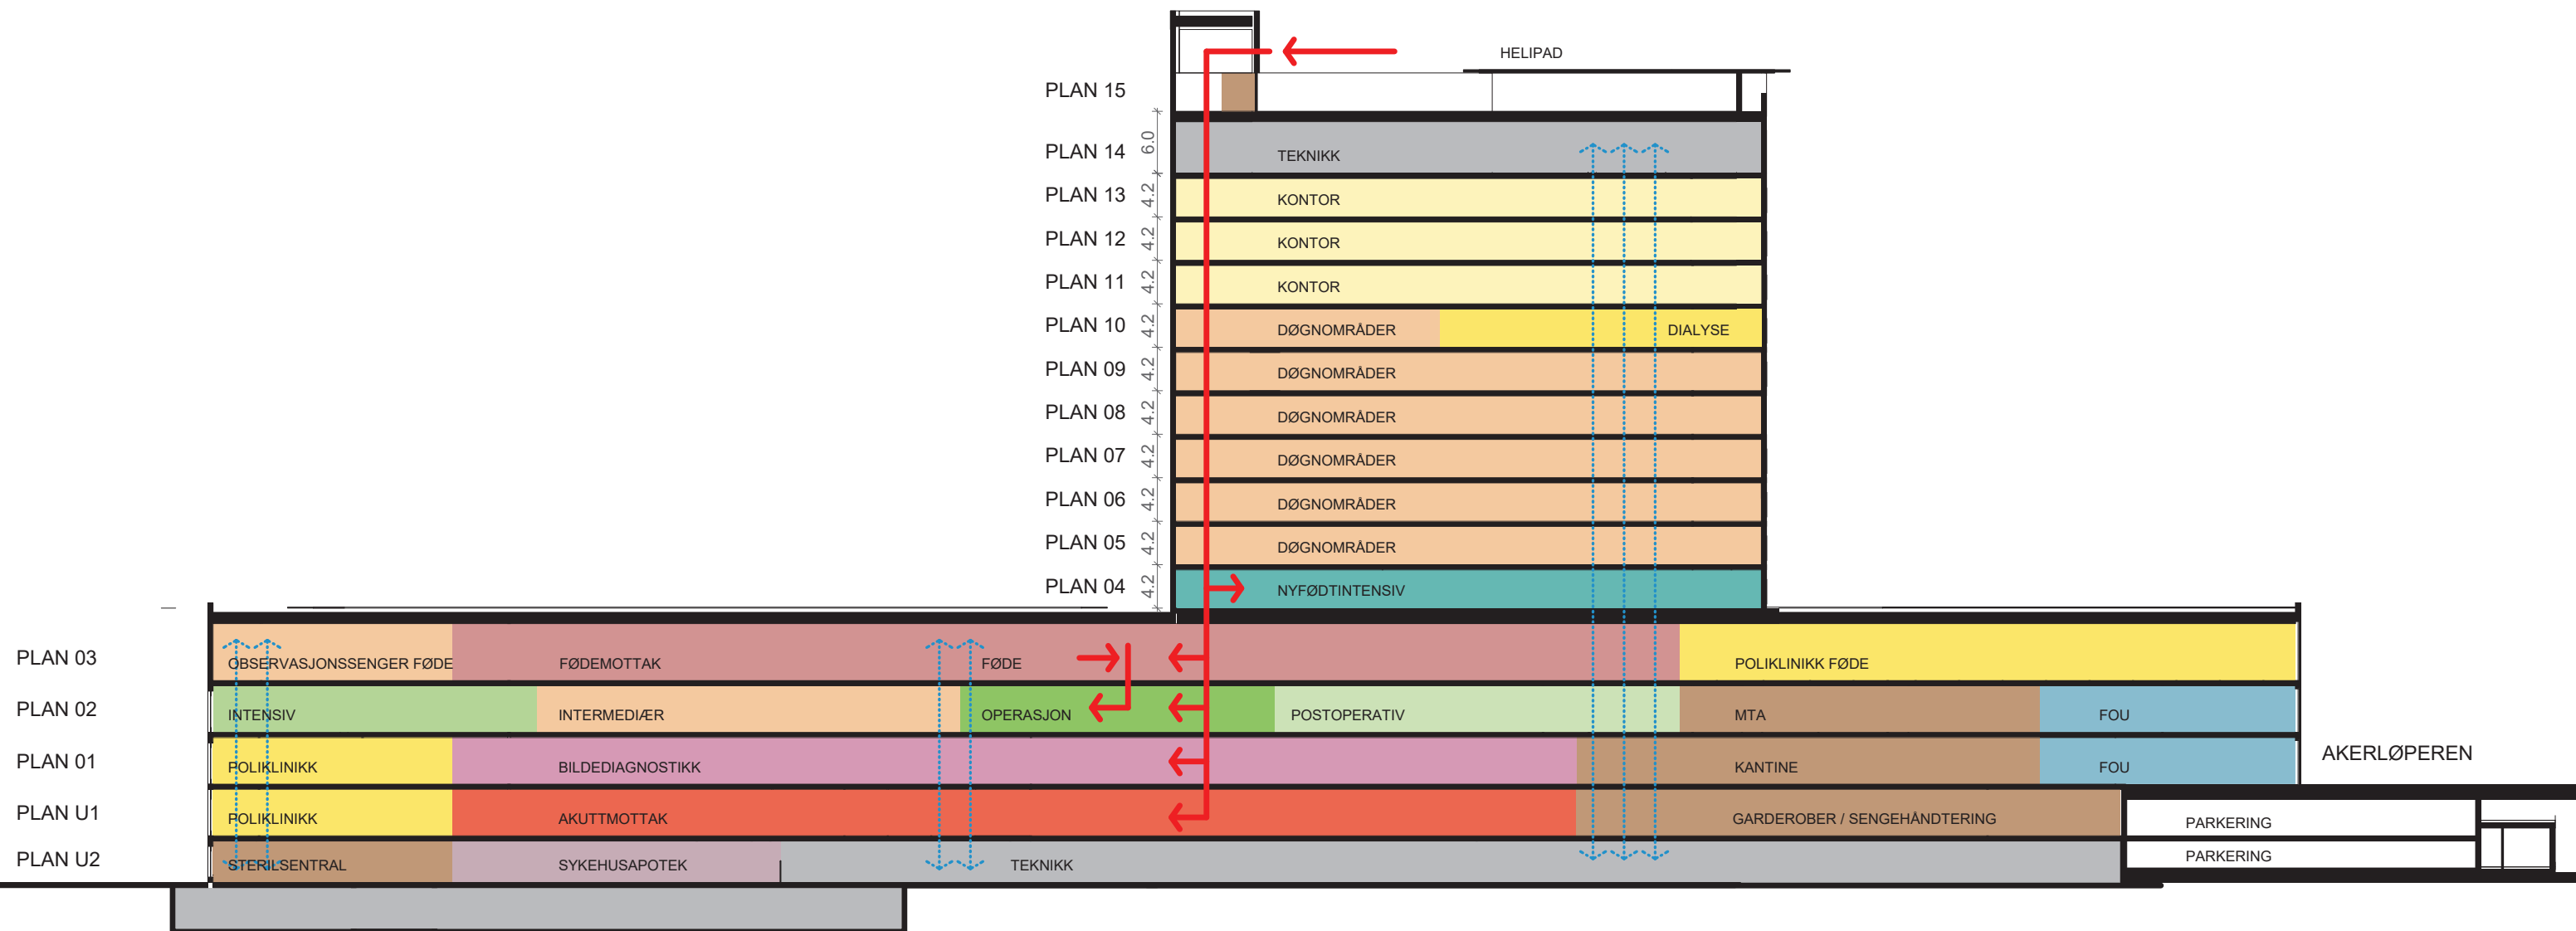 HELIPAD
PLAN 15
PLAN 14 6.0 TEKNIKK
PLAN 13 4.2 KONTOR
PLAN 12 4.2 KONTOR
PLAN 11 4.2 KONTOR
PLAN 10 4.2 DØGNOMRÅDER DIALYSE
PLAN 09 4.2 DØGNOMRÅDER
PLAN 08 4.2 DØGNOMRÅDER
PLAN 07 4.2 DØGNOMRÅDER
PLAN 06 4.2 DØGNOMRÅDER
PLAN 05 4.2 DØGNOMRÅDER
PLAN 04 4.2 NYFØDTINTENSIV
PLAN 03 OBSERVASJONSSENGER FØDE FØDEMOTTAK FØDE POLIKLINIKK FØDE
PLAN 02 INTENSIV INTERMEDIÆR OPERASJON POSTOPERATIV MTA FOU
PLAN 01 POLIKLINIKK BILDEDIAGNOSTIKK KANTINE FOU AKERLØPEREN
PLAN U1 POLIKLINIKK AKUTTMOTTAK GARDEROBER / SENGEHÅNDTERING PARKERING
PLAN U2 STERILSENTRAL SYKEHUSAPOTEK TEKNIKK PARKERING